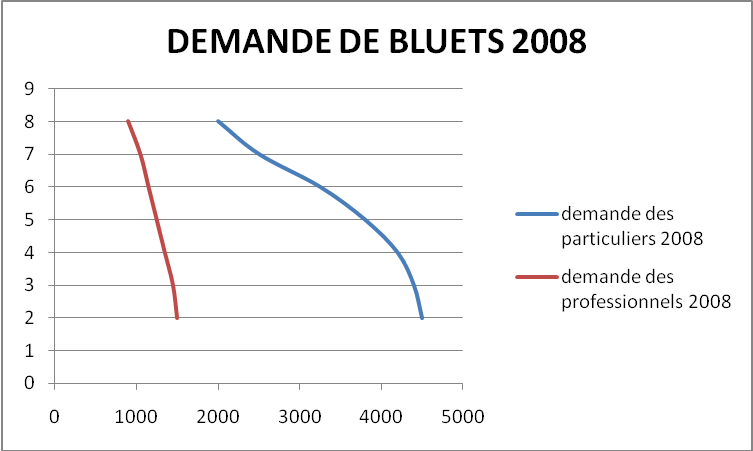 DEMANDE DE BLUETS 2008
9
8
7
6
5
4
3
2
1
0
0 1000 2000 3000 4000 5000
demande des
particuliers 2008
demande des
professionnels 2008